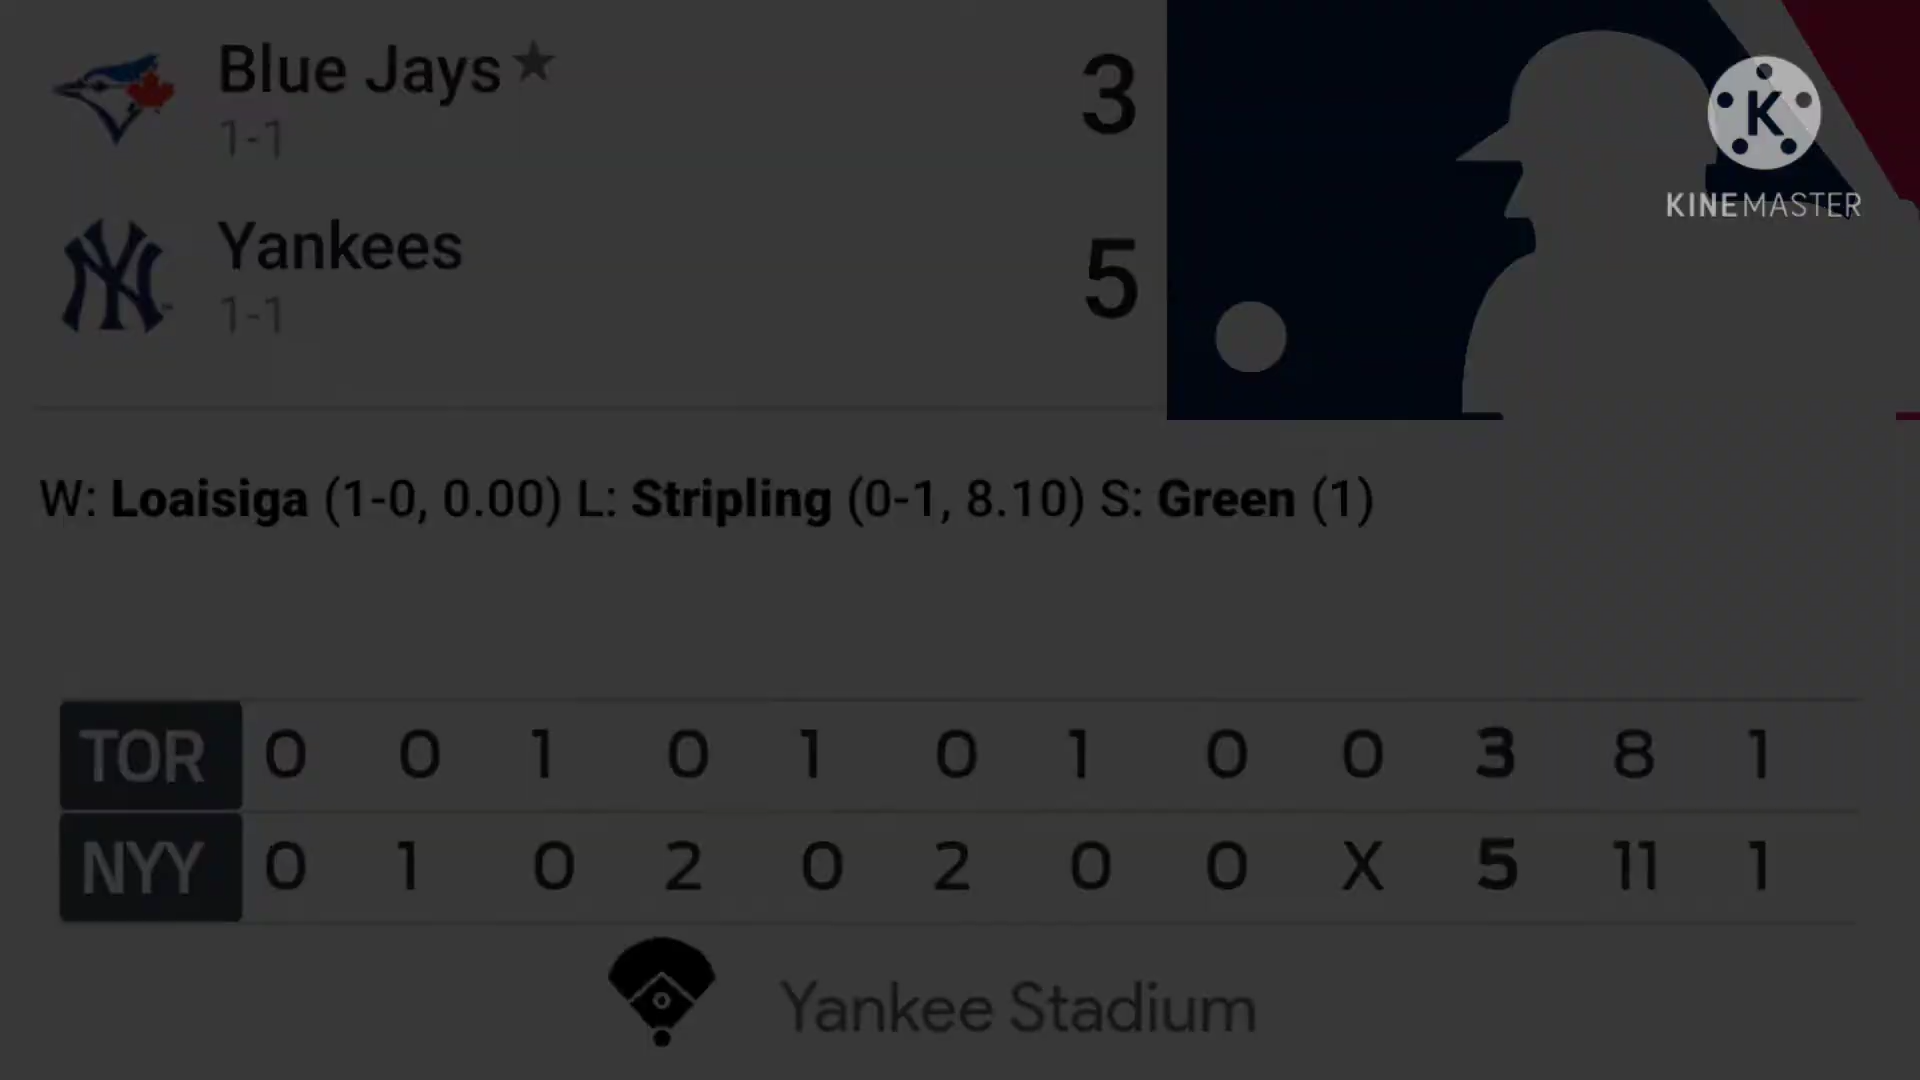 Blue Jays ★ 3
1-1
Yankees 5
1-1
K
KINEMASTER
W: Loaisiga (1-0, 0.00) L: Stripling (0-1, 8.10) S: Green (1)
TOR 0 0 1 0 1 0 1 0 0 3 8 1
NYY 0 1 0 2 0 2 0 0 X 5 11 1
Yankee Stadium